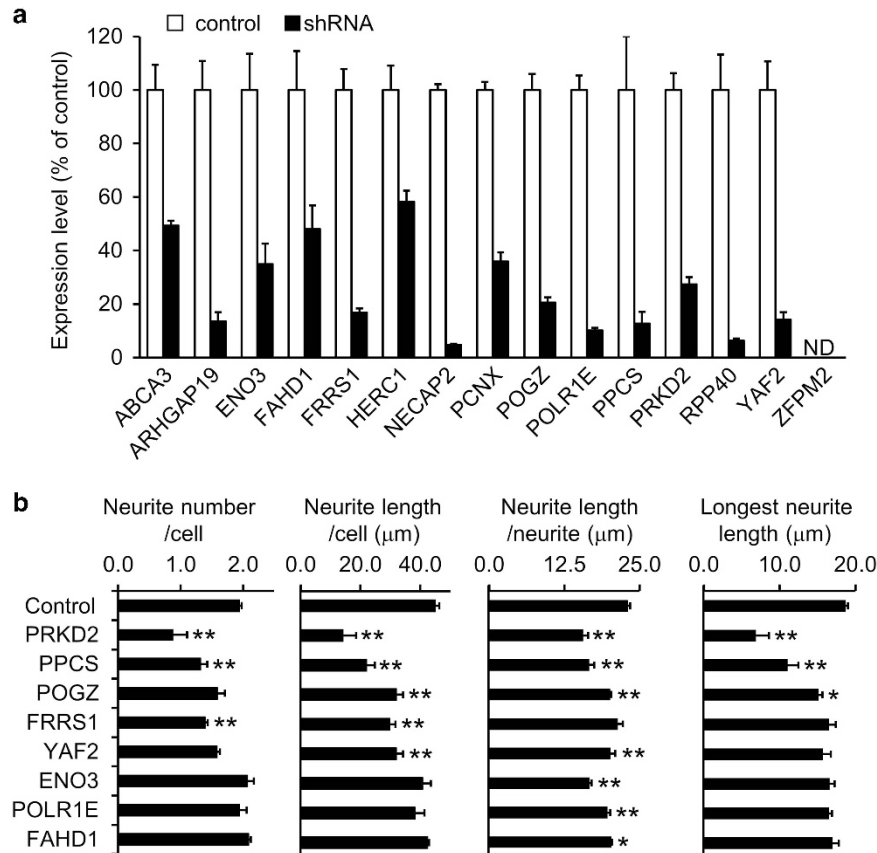 a
control shRNA
Expression level (% of control)
120
100
80
60
40
20
0
ND
ABCA3
ARHGAP19
ENO3
FAHD1
FRRS1
HERC1
NECAP2
PCNX
POGZ
POLR1E
PPCS
PRKD2
RPP40
YAF2
ZFPM2
b
Neurite number
/cell
0.0 1.0 2.0
Neurite length
/cell (μm)
0.0 20.0 40.0
Neurite length
/neurite (μm)
0.0 12.5 25.0
Longest neurite
length (μm)
0.0 10.0 20.0
Control
PRKD2 ** ** ** **
PPCS ** ** ** **
POGZ ** ** *
FRRS1 ** **
YAF2 ** **
ENO3 **
POLR1E **
FAHD1 *